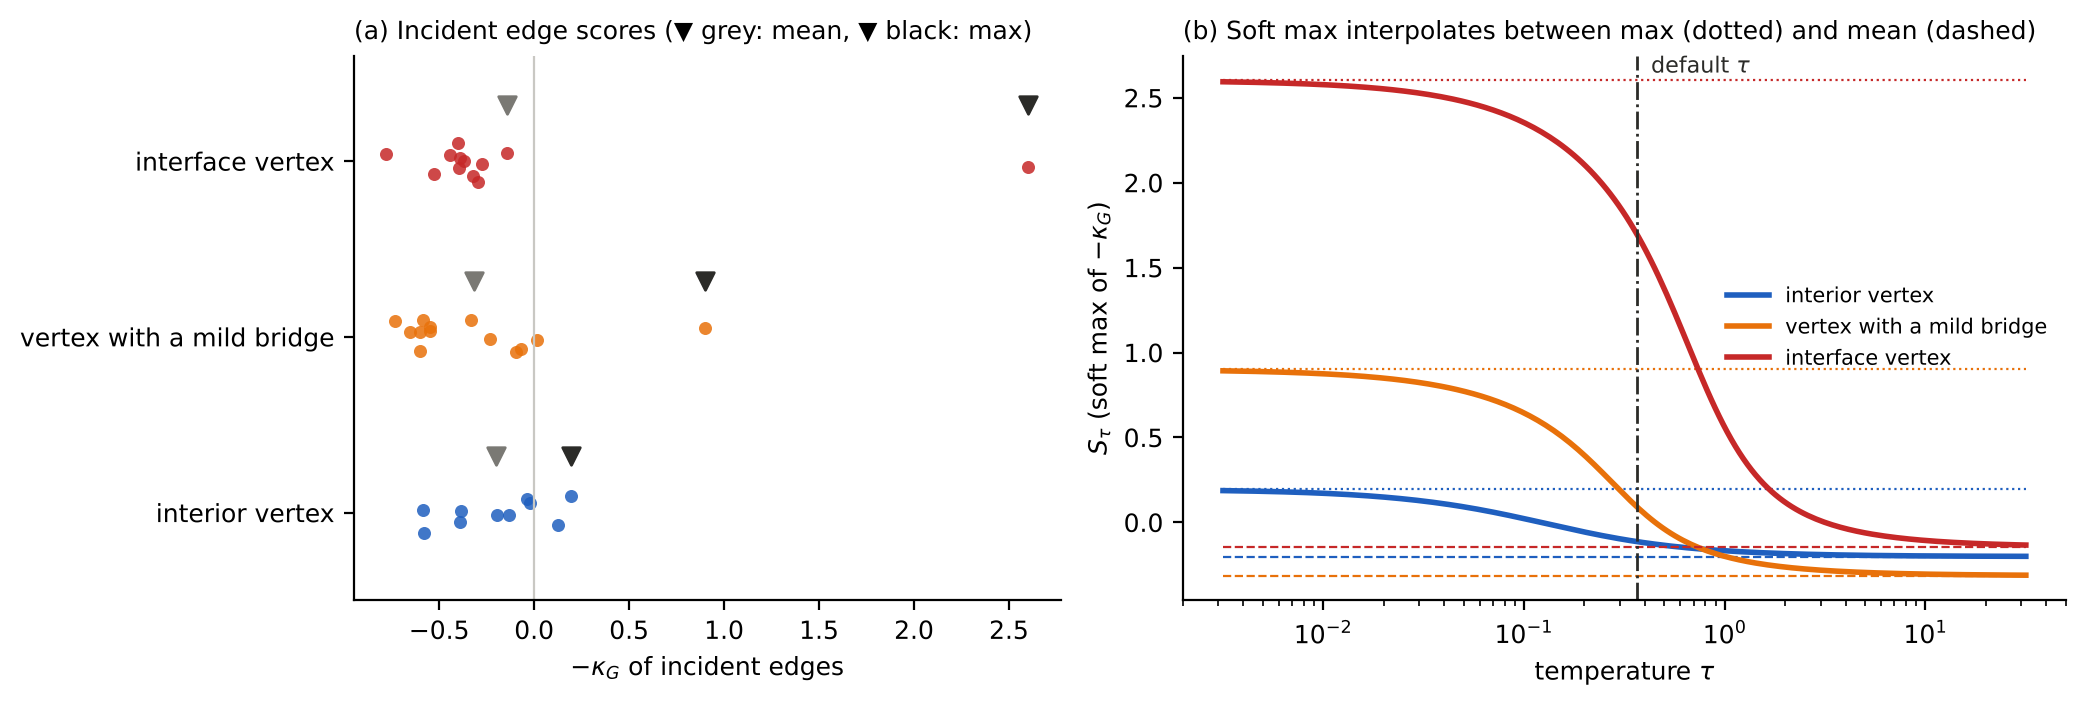 (a) Incident edge scores (▼ grey: mean, ▼ black: max)
interface vertex
vertex with a mild bridge
interior vertex
−0.5 0.0 0.5 1.0 1.5 2.0 2.5
−κ_G of incident edges
(b) Soft max interpolates between max (dotted) and mean (dashed)
default τ
2.5
2.0
1.5
1.0
0.5
0.0
S_τ (soft max of −κ_G)
interior vertex
vertex with a mild bridge
interface vertex
10⁻² 10⁻¹ 10⁰ 10¹
temperature τ